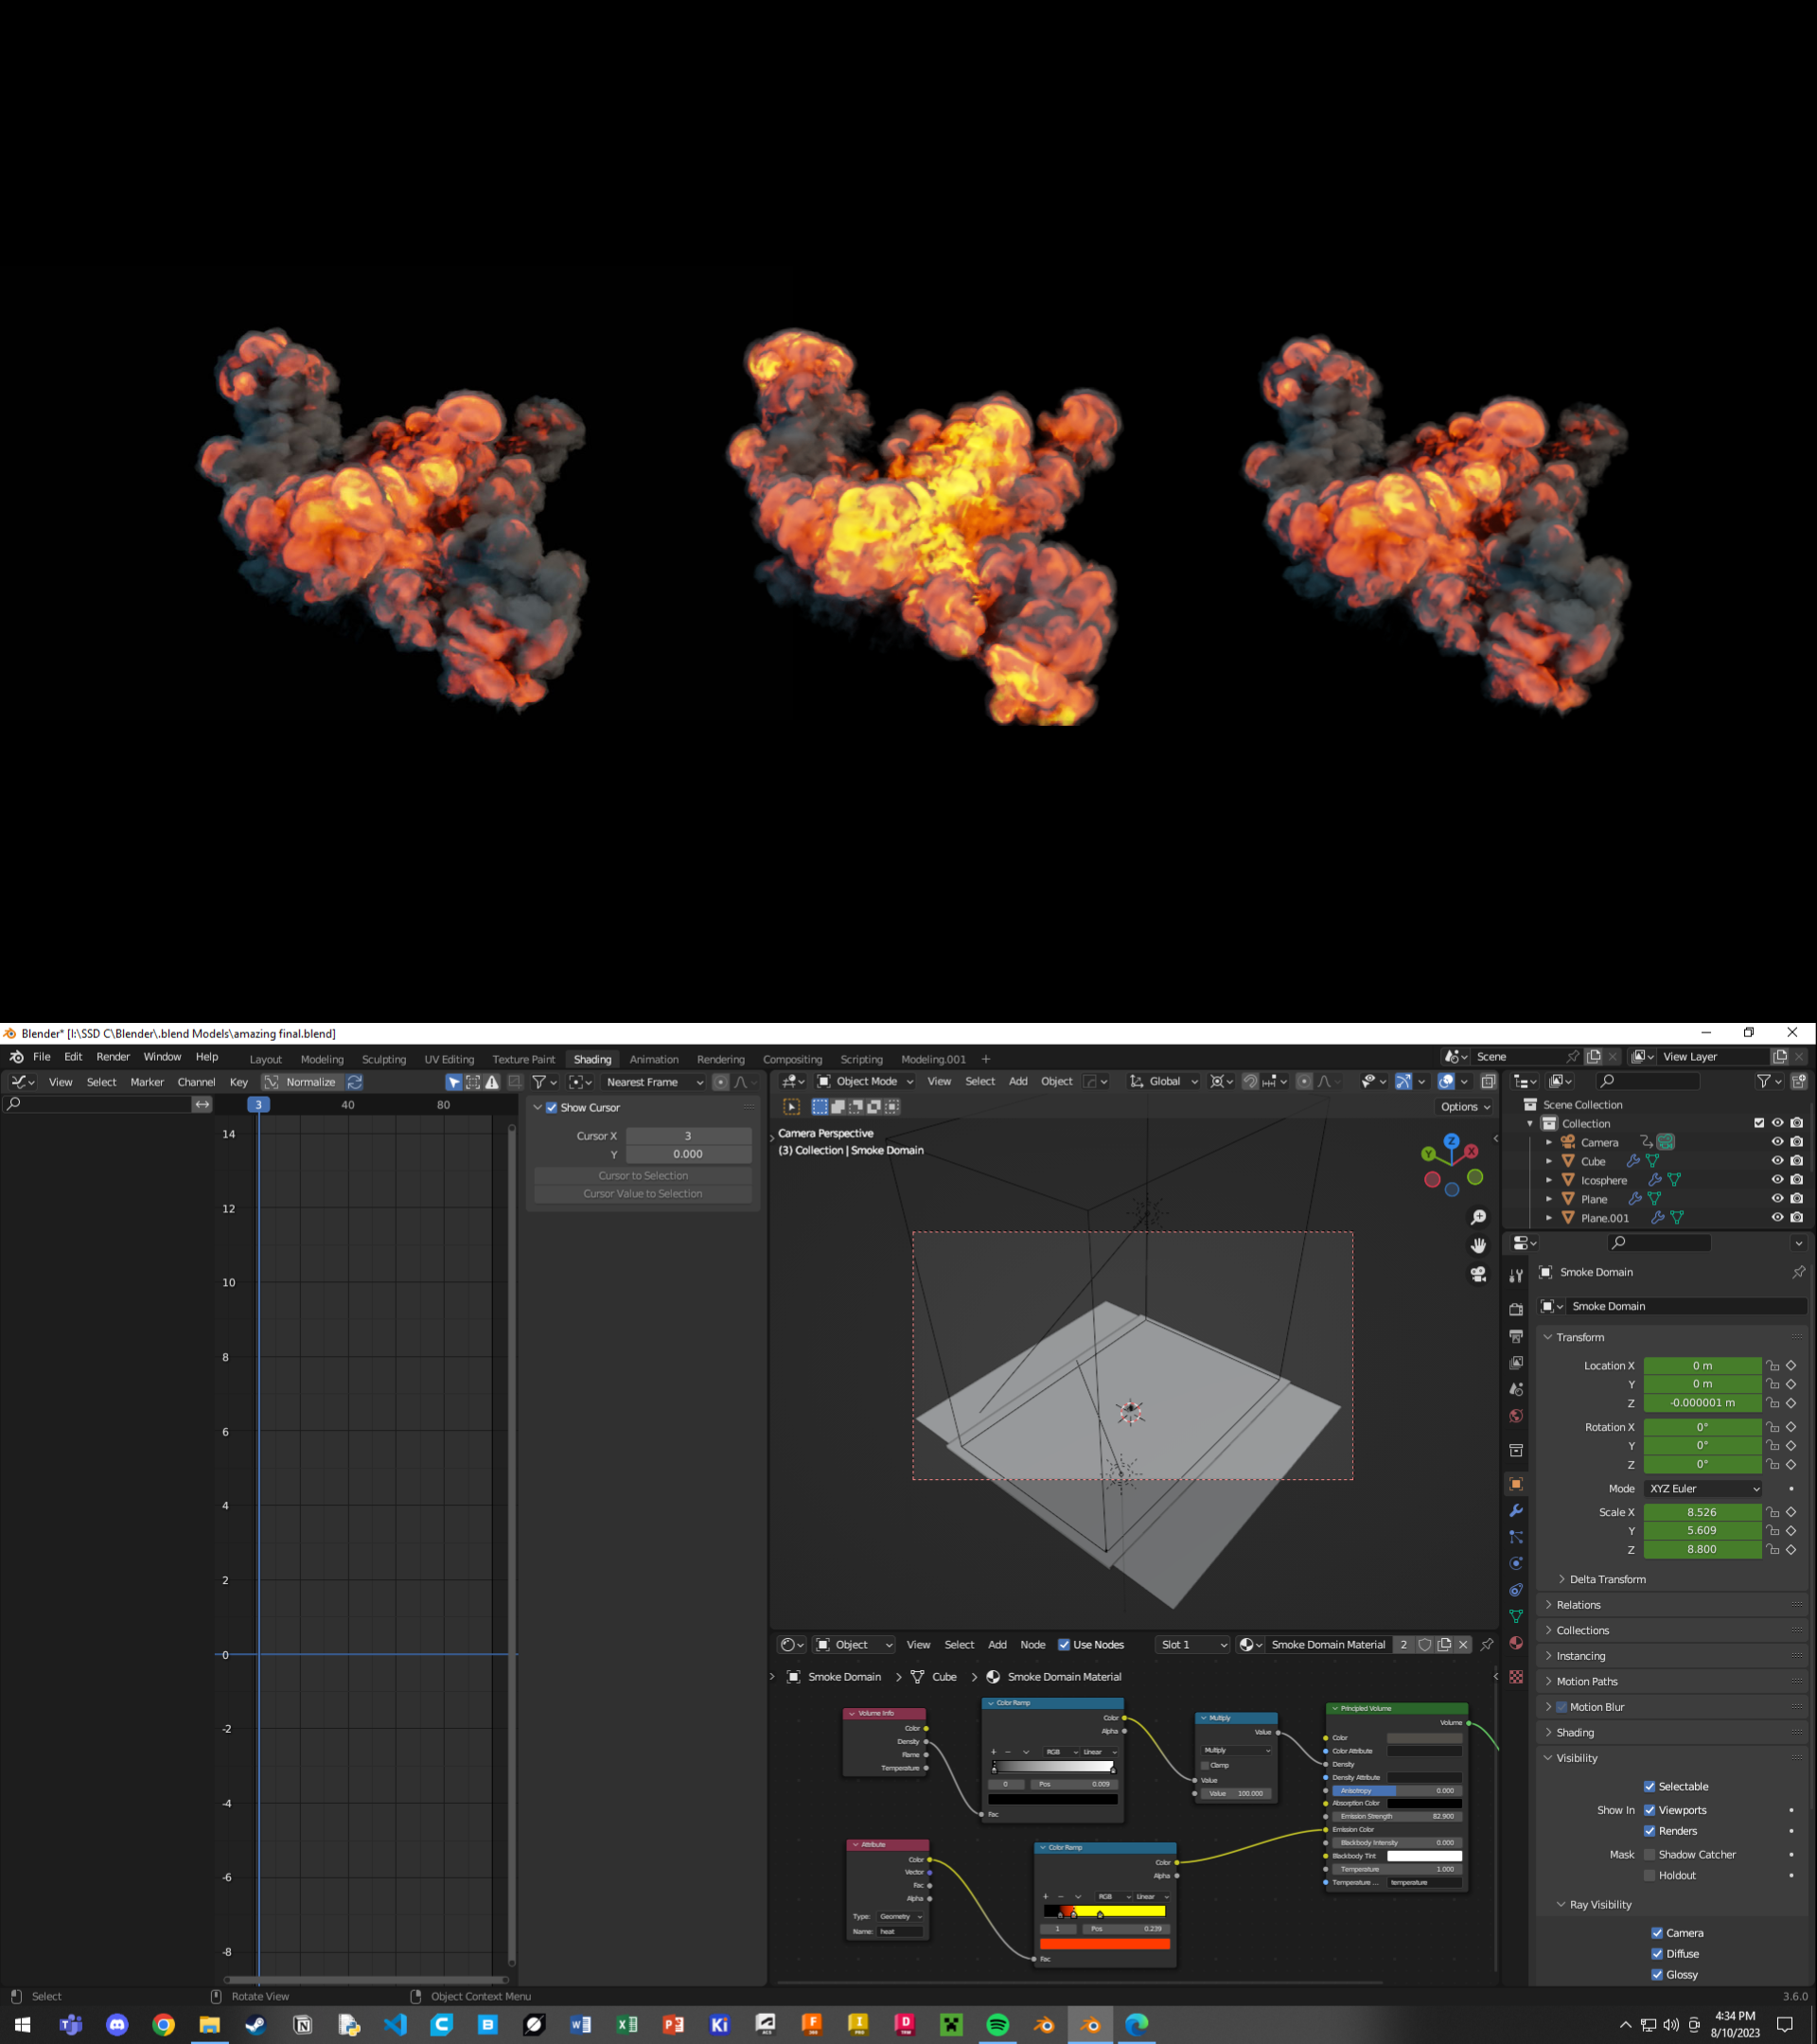 Blender* [I:\SSD C\Blender\.blend Models\amazing final.blend]
File Edit Render Window Help
Layout Modeling Sculpting UV Editing Texture Paint Shading Animation Rendering Compositing Scripting Modeling.001 +
Scene
View Layer
View Select Marker Channel Key Normalize
Nearest Frame
Object Mode View Select Add Object
Global
3 40 80
Show Cursor
Cursor X 3
Y 0.000
Cursor to Selection
Cursor Value to Selection
14
12
10
8
6
4
2
0
-2
-4
-6
-8
Options
Camera Perspective
(3) Collection | Smoke Domain
Z
Y
X
Scene Collection
Collection
Camera
Cube
Icosphere
Plane
Plane.001
Smoke Domain
Smoke Domain
Transform
Location X 0 m
Y 0 m
Z -0.000001 m
Rotation X 0°
Y 0°
Z 0°
Mode XYZ Euler
Scale X 8.526
Y 5.609
Z 8.800
Delta Transform
Relations
Collections
Instancing
Motion Paths
Motion Blur
Shading
Visibility
Selectable
Show In Viewports
Renders
Mask Shadow Catcher
Holdout
Ray Visibility
Camera
Diffuse
Glossy
Object View Select Add Node Use Nodes Slot 1 Smoke Domain Material 2
Smoke Domain > Cube > Smoke Domain Material
Volume Info
Color
Density
Flame
Temperature
Color Ramp
Color
Alpha
+ − RGB Linear
0 Pos 0.009
Fac
Multiply
Value
Multiply
Clamp
Value
Value 100.000
Principled Volume
Volume
Color
Color Attribute
Density
Density Attribute
Anisotropy 0.000
Absorption Color
Emission Strength 82.900
Emission Color
Blackbody Intensity 0.000
Blackbody Tint
Temperature 1.000
Temperature ... temperature
Attribute
Color
Vector
Fac
Alpha
Type: Geometry
Name: heat
Color Ramp
Color
Alpha
+ − RGB Linear
1 Pos 0.239
Fac
Select
Rotate View
Object Context Menu
3.6.0
4:34 PM
8/10/2023